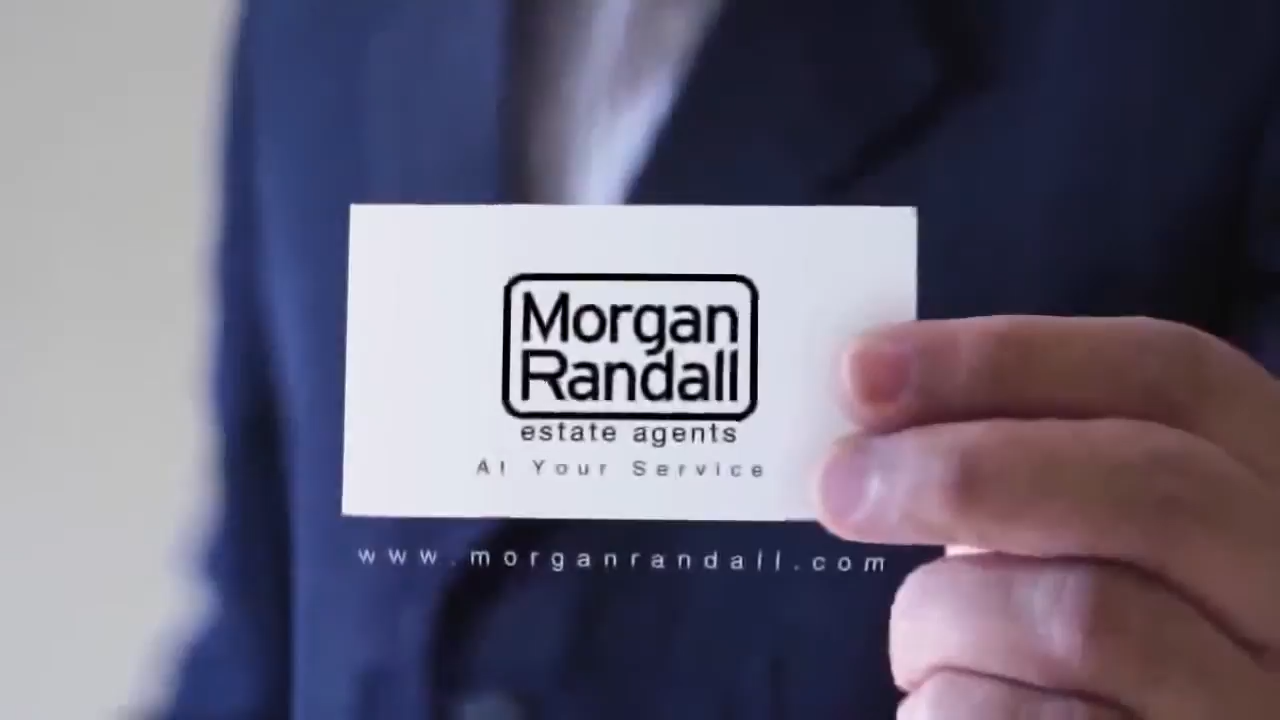 Morgan
Randall
estate agents
At Your Service
www.morganrandall.com